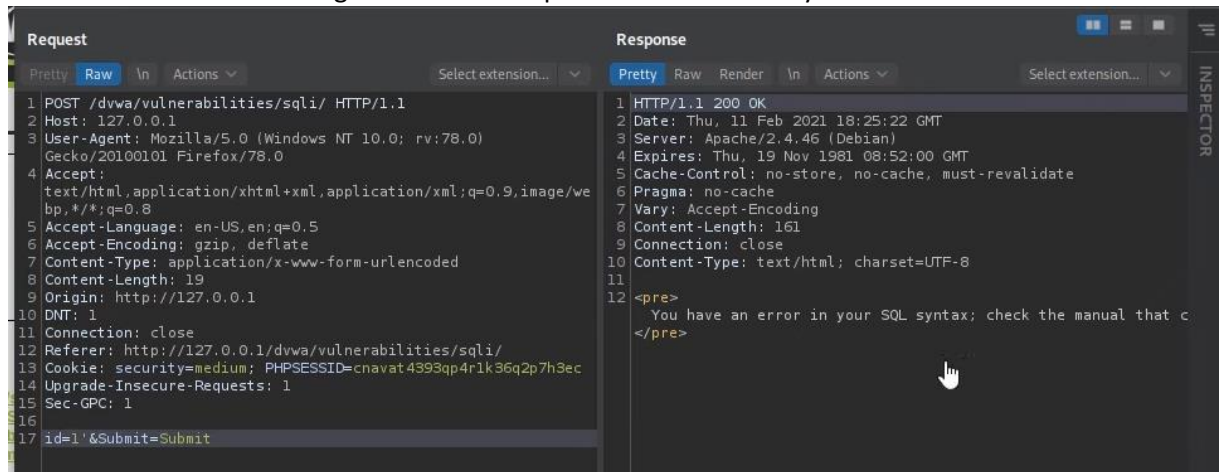 Request
Response
Pretty Raw \n Actions Select extension...
Pretty Raw Render \n Actions Select extension...
INSPECTOR
1 POST /dvwa/vulnerabilities/sqli/ HTTP/1.1
2 Host: 127.0.0.1
3 User-Agent: Mozilla/5.0 (Windows NT 10.0; rv:78.0)
Gecko/20100101 Firefox/78.0
4 Accept:
text/html,application/xhtml+xml,application/xml;q=0.9,image/we
bp,*/*;q=0.8
5 Accept-Language: en-US,en;q=0.5
6 Accept-Encoding: gzip, deflate
7 Content-Type: application/x-www-form-urlencoded
8 Content-Length: 19
9 Origin: http://127.0.0.1
10 DNT: 1
11 Connection: close
12 Referer: http://127.0.0.1/dvwa/vulnerabilities/sqli/
13 Cookie: security=medium; PHPSESSID=cnavat4393qp4r1k36q2p7h3ec
14 Upgrade-Insecure-Requests: 1
15 Sec-GPC: 1
16
17 id=1'&Submit=Submit
1 HTTP/1.1 200 OK
2 Date: Thu, 11 Feb 2021 18:25:22 GMT
3 Server: Apache/2.4.46 (Debian)
4 Expires: Thu, 19 Nov 1981 08:52:00 GMT
5 Cache-Control: no-store, no-cache, must-revalidate
6 Pragma: no-cache
7 Vary: Accept-Encoding
8 Content-Length: 161
9 Connection: close
10 Content-Type: text/html; charset=UTF-8
11
12 <pre>
You have an error in your SQL syntax; check the manual that c
</pre>